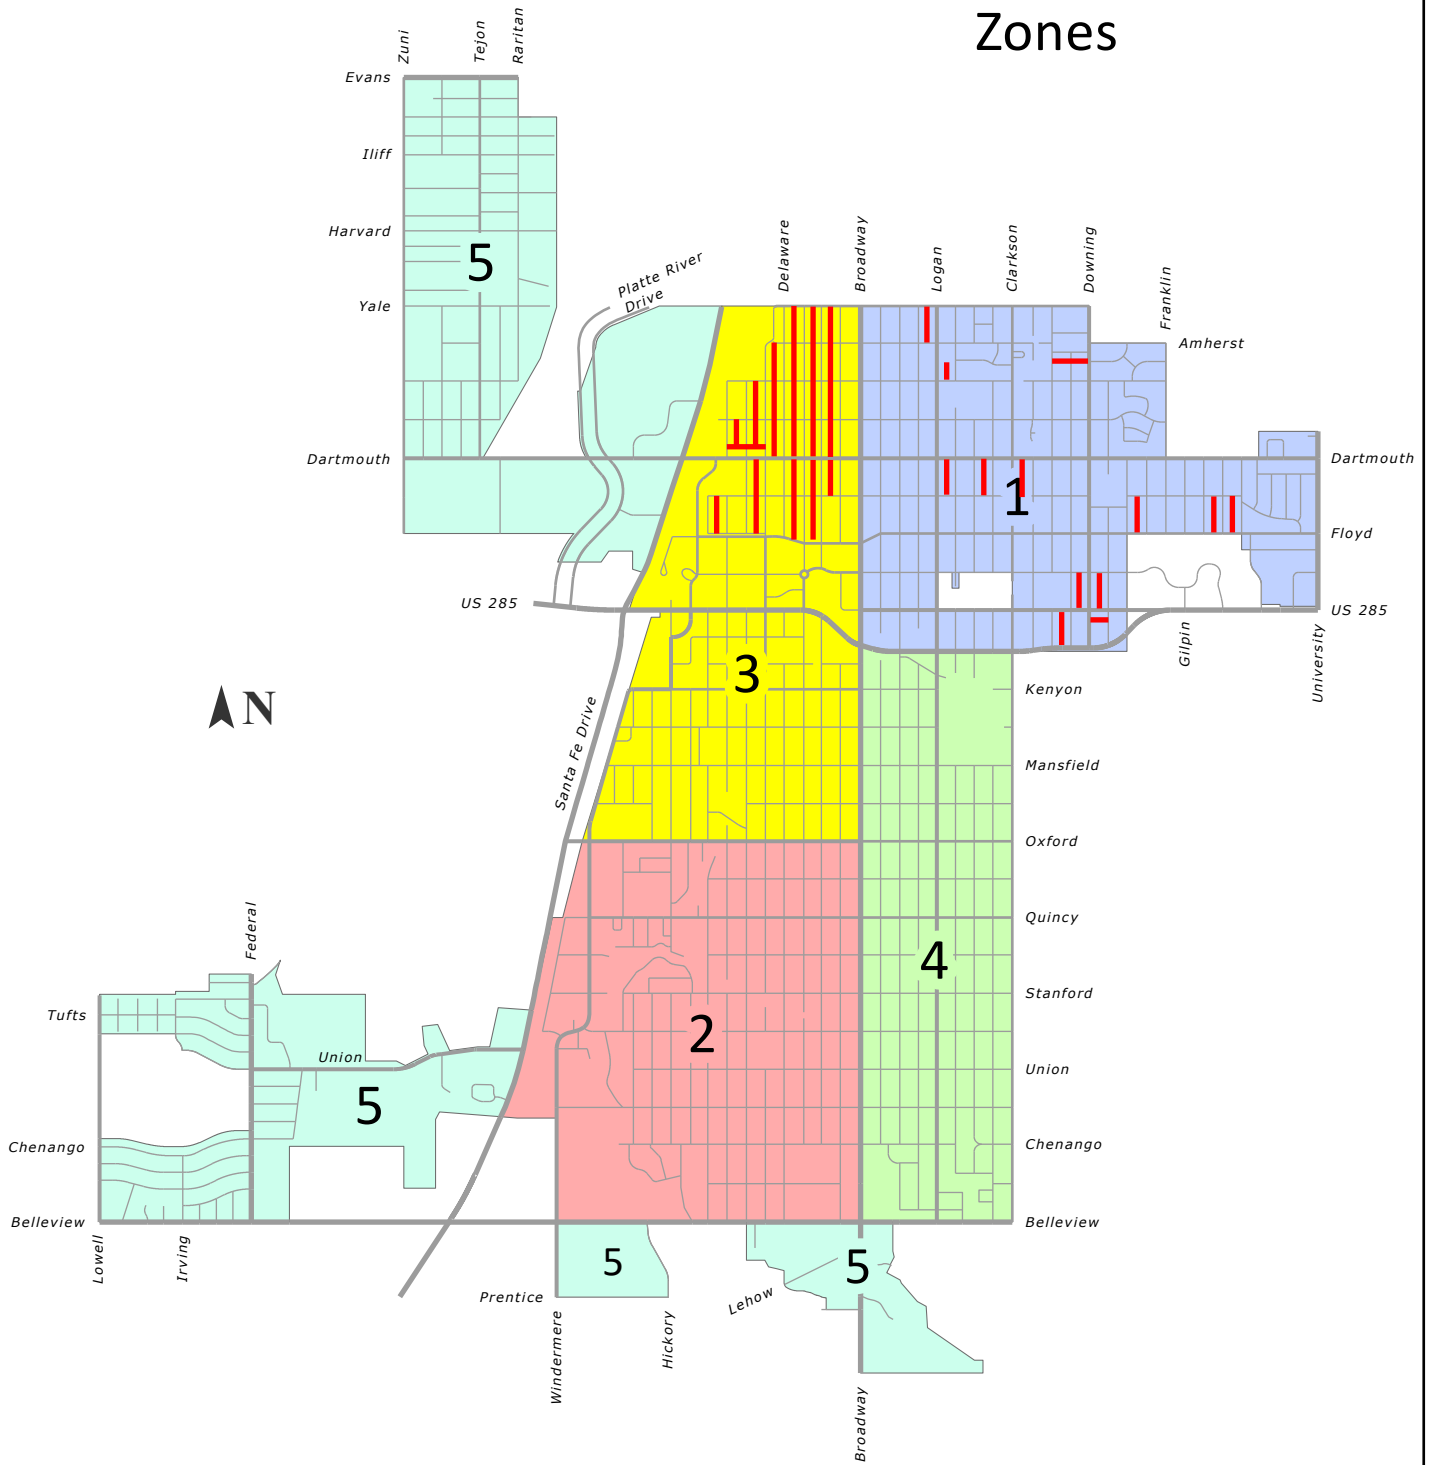 Zones
Zuni
Tejon
Raritan
Evans
Iliff
Harvard
5
Yale
Platte River
Drive
Delaware
Broadway
Logan
Clarkson
Downing
Franklin
Amherst
Dartmouth
Dartmouth
1
Floyd
US 285
US 285
Gilpin
University
3
Kenyon
N
Santa Fe Drive
Mansfield
Oxford
Quincy
Federal
4
Stanford
Tufts
2
Union
Union
5
Chenango
Chenango
Belleview
Belleview
Lowell
Irving
5
5
Prentice
Lehow
Windermere
Hickory
Broadway